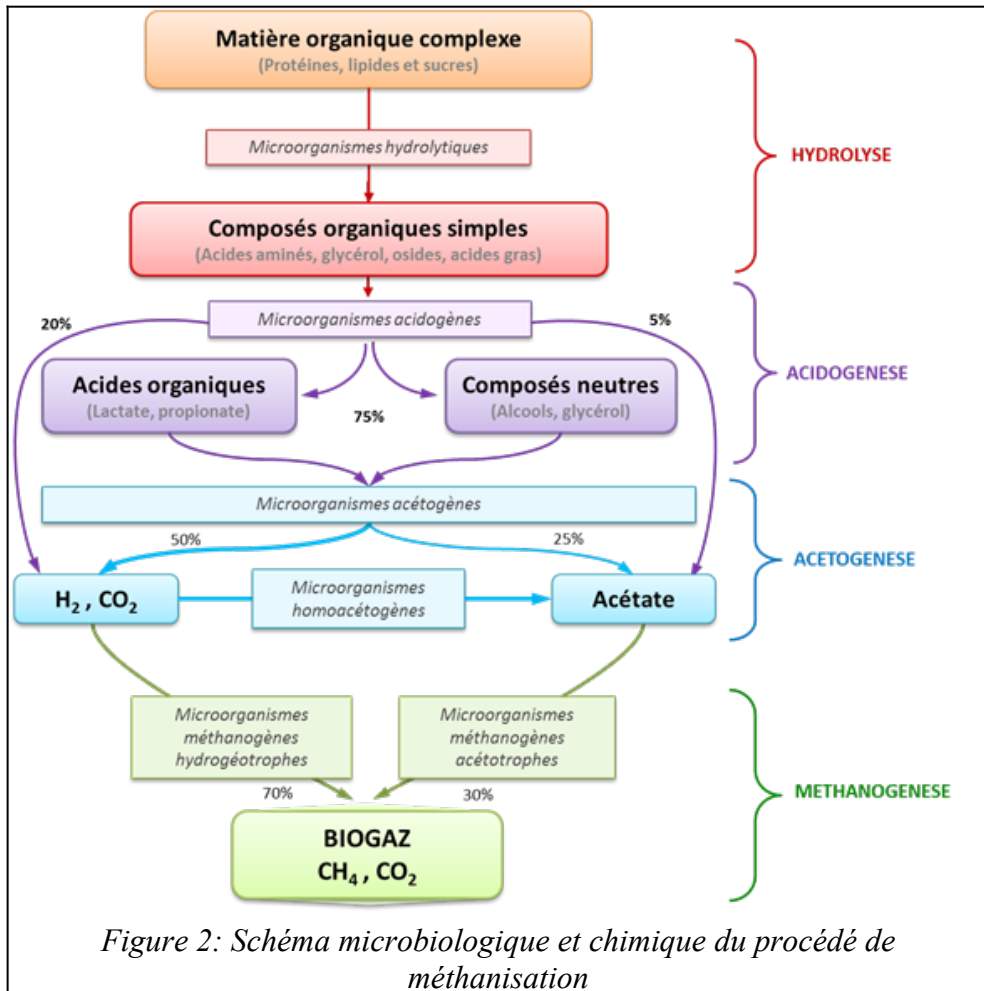 Matière organique complexe
(Protéines, lipides et sucres)
Microorganismes hydrolytiques
HYDROLYSE
Composés organiques simples
(Acides aminés, glycérol, osides, acides gras)
20%
Microorganismes acidogènes
5%
Acides organiques
(Lactate, propionate)
75%
Composés neutres
(Alcools, glycérol)
ACIDOGENESE
Microorganismes acétogènes
50%
25%
H2 , CO2
Microorganismes
homoacétogènes
Acétate
ACETOGENESE
Microorganismes
méthanogènes
hydrogéotrophes
Microorganismes
méthanogènes
acétotrophes
70%
30%
METHANOGENESE
BIOGAZ
CH4 , CO2
Figure 2: Schéma microbiologique et chimique du procédé de
méthanisation